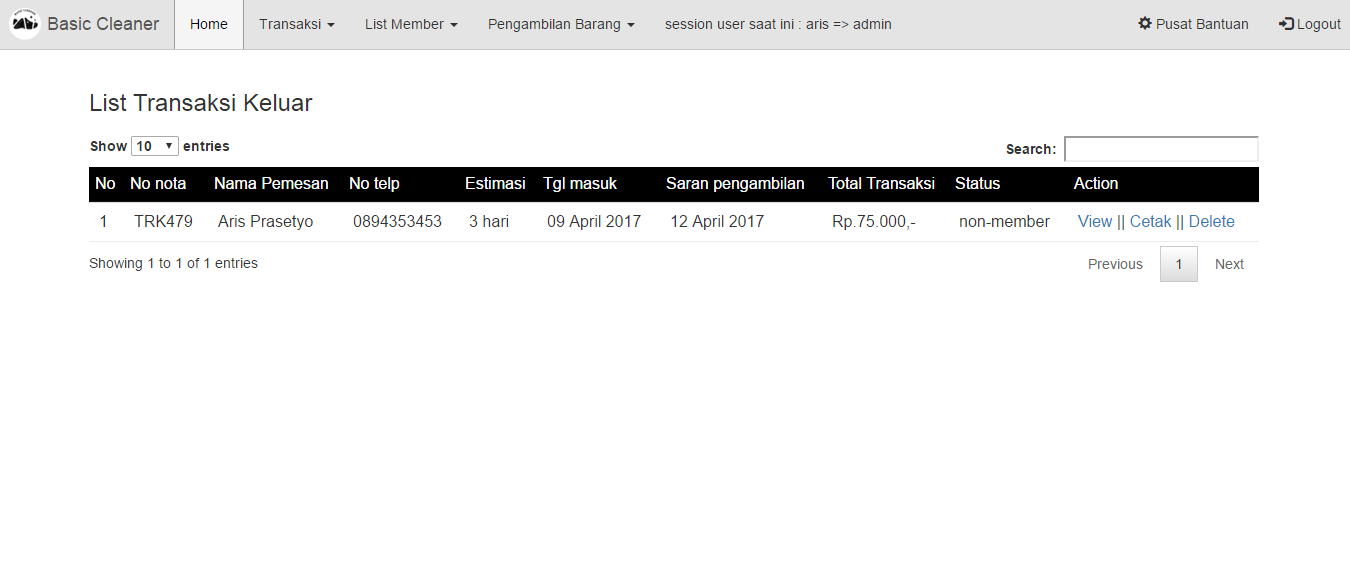 Basic Cleaner Home Transaksi List Member Pengambilan Barang session user saat ini : aris => admin Pusat Bantuan Logout
List Transaksi Keluar
Show 10 entries Search:
No No nota Nama Pemesan No telp Estimasi Tgl masuk Saran pengambilan Total Transaksi Status Action
1 TRK479 Aris Prasetyo 0894353453 3 hari 09 April 2017 12 April 2017 Rp.75.000,- non-member View || Cetak || Delete
Showing 1 to 1 of 1 entries Previous 1 Next